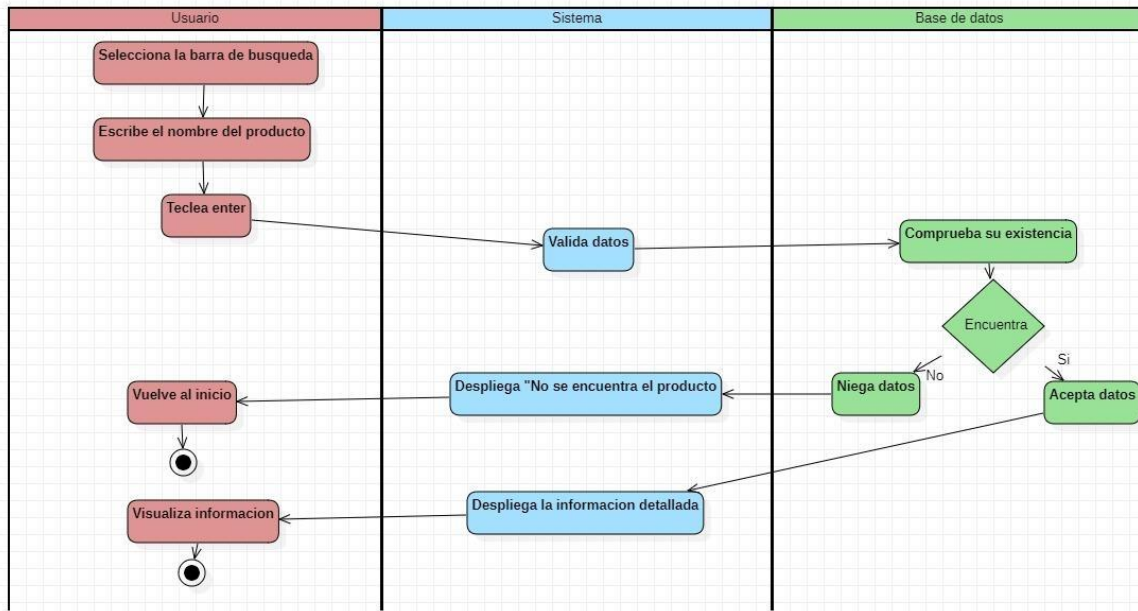 Usuario
Sistema
Base de datos
Selecciona la barra de busqueda
Escribe el nombre del producto
Teclea enter
Valida datos
Comprueba su existencia
Encuentra
No
Si
Vuelve al inicio
Despliega "No se encuentra el producto
Niega datos
Acepta datos
Visualiza informacion
Despliega la informacion detallada